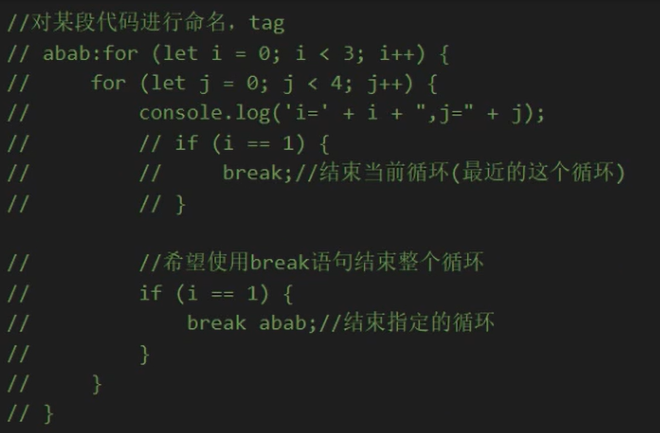 //对某段代码进行命名，tag
// abab:for (let i = 0; i < 3; i++) {
//     for (let j = 0; j < 4; j++) {
//         console.log('i=' + i + ",j=" + j);
//         // if (i == 1) {
//         //     break;//结束当前循环(最近的这个循环)
//         // }
//         //希望使用break语句结束整个循环
//         if (i == 1) {
//             break abab;//结束指定的循环
//         }
//     }
// }